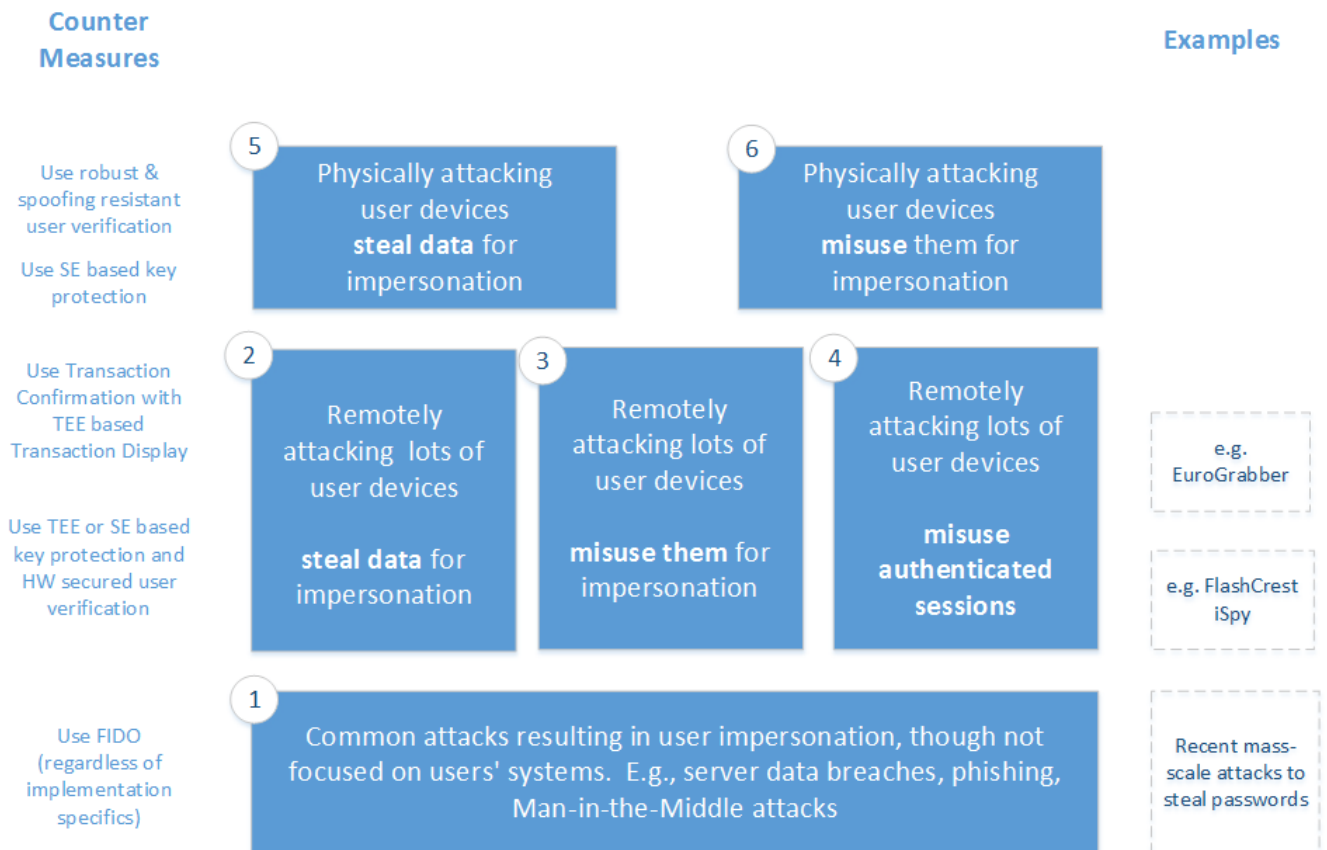 Counter
Measures
Examples
Use robust &
spoofing resistant
user verification
Use SE based key
protection
5
Physically attacking
user devices
steal data for
impersonation
6
Physically attacking
user devices
misuse them for
impersonation
Use Transaction
Confirmation with
TEE based
Transaction Display
Use TEE or SE based
key protection and
HW secured user
verification
2
Remotely
attacking lots of
user devices
steal data for
impersonation
3
Remotely
attacking lots of
user devices
misuse them for
impersonation
4
Remotely
attacking lots of
user devices
misuse
authenticated
sessions
e.g.
EuroGrabber
e.g. FlashCrest
iSpy
Use FIDO
(regardless of
implementation
specifics)
1
Common attacks resulting in user impersonation, though not
focused on users' systems. E.g., server data breaches, phishing,
Man-in-the-Middle attacks
Recent mass-
scale attacks to
steal passwords